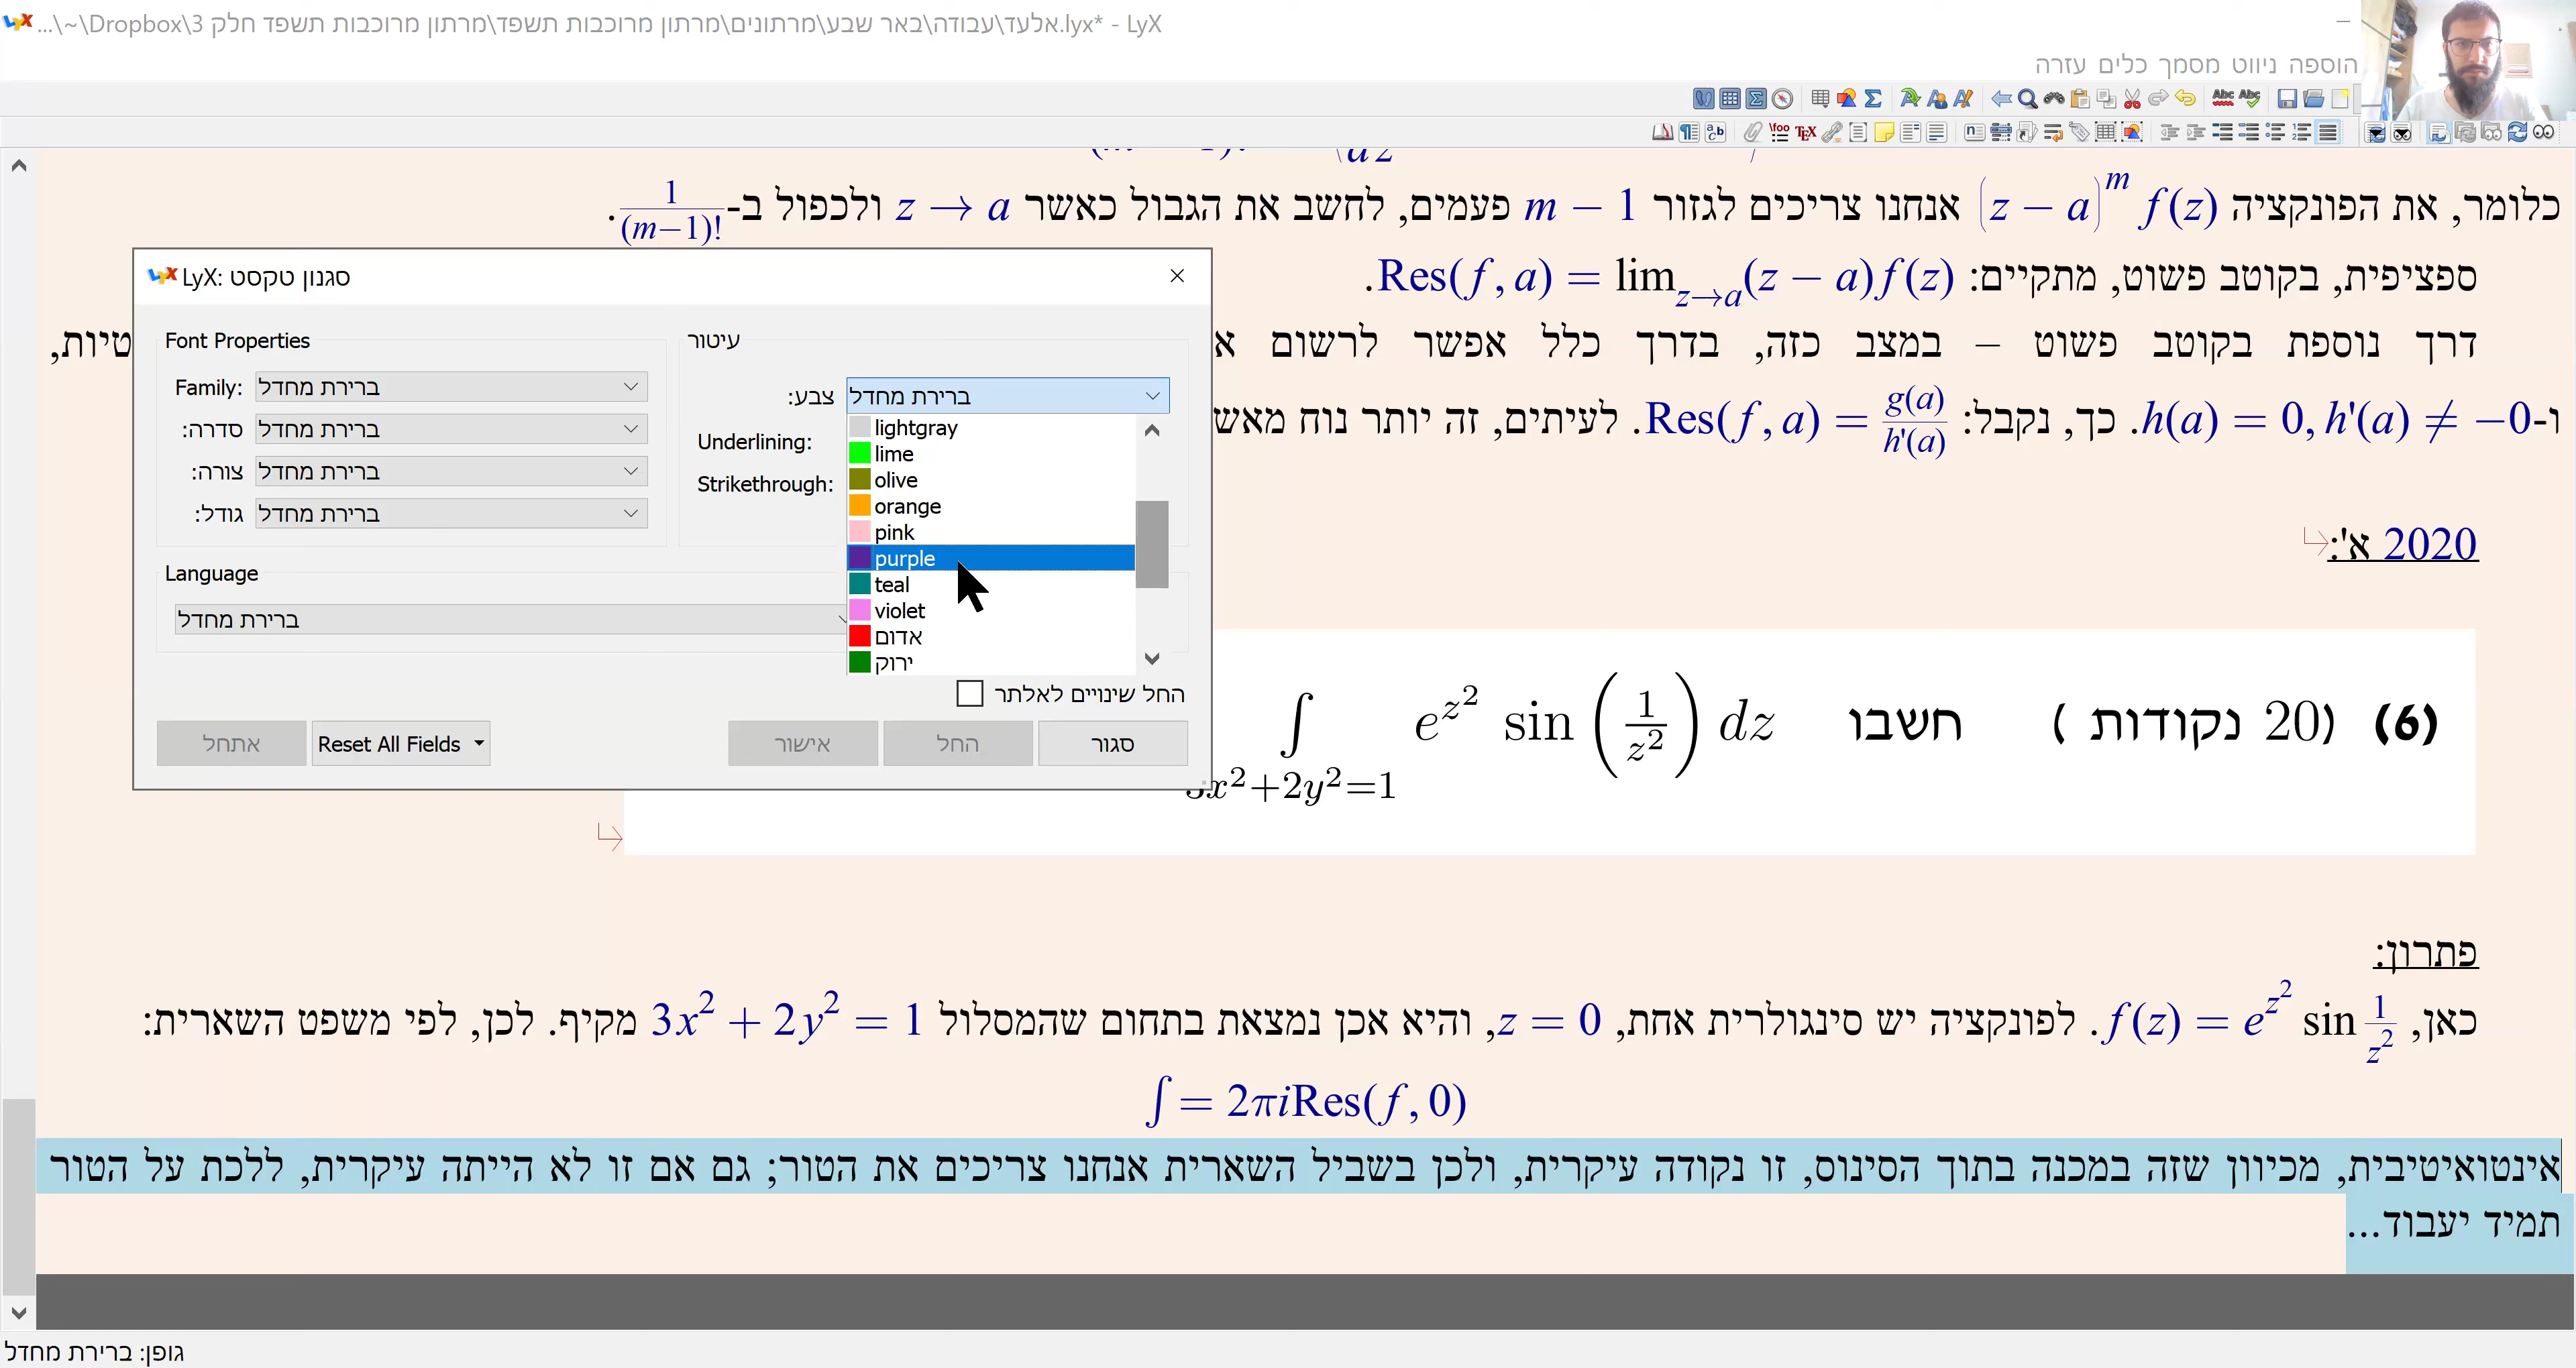 ...\~\Dropbox\אלעד\עבודה\באר שבע\מרתונים\מרתון מרוכבות תשפד\מרתון מרוכבות תשפד חלק 3.lyx* - LyX
הוספה ניווט מסמך כלים עזרה
כלומר, את הפונקציה (z − a)^m f(z) אנחנו צריכים לגזור m − 1 פעמים, לחשב את הגבול כאשר z → a ולכפול ב-1/(m−1)!.
ספציפית, בקוטב פשוט, מתקיים: Res(f, a) = lim_{z→a}(z − a)f(z).
דרך נוספת בקוטב פשוט – במצב כזה, בדרך כלל אפשר לרשום
ו-h(a) = 0, h'(a) ≠ −0. כך, נקבל: Res(f, a) = g(a)/h'(a). לעיתים, זה יותר נוח
2020 א':
(6) (20 נקודות ) חשבו ∫_{3x²+2y²=1} e^{z²} sin(1/z²) dz
פתרון:
כאן, f(z) = e^{z²} sin 1/z². לפונקציה יש סינגולרית אחת, z = 0, והיא אכן נמצאת בתחום שהמסלול 3x² + 2y² = 1 מקיף. לכן, לפי משפט השארית:
∫ = 2πiRes(f, 0)
אינטואיטיבית, מכיוון שזה במכנה בתוך הסינוס, זו נקודה עיקרית, ולכן בשביל השארית אנחנו צריכים את הטור; גם אם זו לא הייתה עיקרית, ללכת על הטור
תמיד יעבוד...
LyX: סגנון טקסט
Font Properties
Family: ברירת מחדל
סדרה: ברירת מחדל
צורה: ברירת מחדל
גודל: ברירת מחדל
עיטור
צבע: ברירת מחדל
Underlining:
Strikethrough:
lightgray
lime
olive
orange
pink
purple
teal
violet
אדום
ירוק
Language
ברירת מחדל
החל שינויים לאלתר
אתחל
Reset All Fields
אישור
החל
סגור
גופן: ברירת מחדל